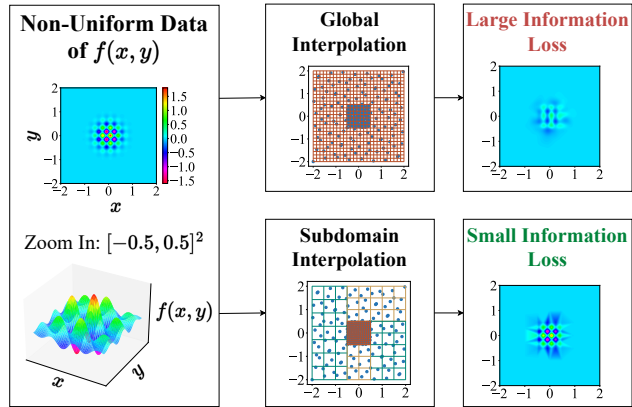 Non-Uniform Data
of f(x, y)
2
1
0
−1
−2
y
−2 −1 0 1 2
x
1.5
1.0
0.5
0.0
−0.5
−1.0
−1.5
Zoom In: [−0.5, 0.5]²
f(x, y)
x
y
Global
Interpolation
2
1
0
−1
−2
−2 −1 0 1 2
Large Information
Loss
2
1
0
−1
−2
−2 −1 0 1 2
Subdomain
Interpolation
2
1
0
−1
−2
−2 −1 0 1 2
Small Information
Loss
2
1
0
−1
−2
−2 −1 0 1 2